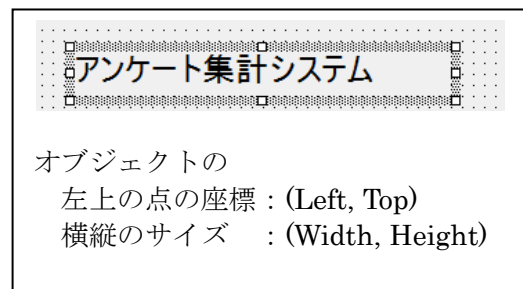 アンケート集計システム
オブジェクトの
左上の点の座標:(Left, Top)
横縦のサイズ　:(Width, Height)